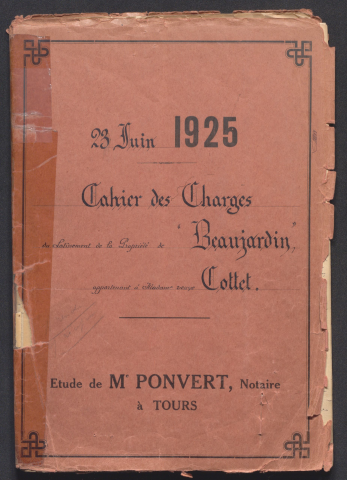 23 Juin 1925
Cahier des Charges
du Lotissement de la Propriété de "Beaujardin",
appartenant à Madame veuve Cottet.
Etude de Me PONVERT, Notaire
à TOURS